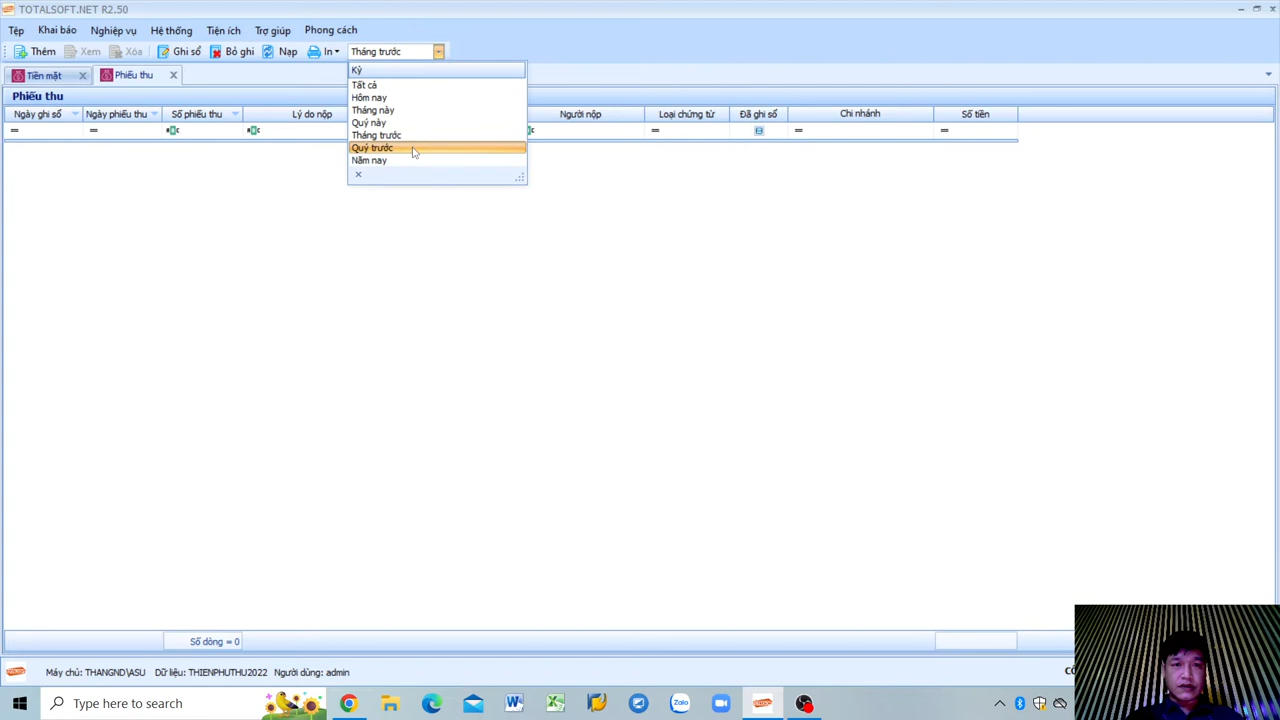 TOTALSOFT.NET R2.50
Tệp Khai báo Nghiệp vụ Hệ thống Tiện ích Trợ giúp Phong cách
Thêm Xem Xóa Ghi sổ Bỏ ghi Nạp In Tháng trước
Tiền mặt Phiếu thu
Kỳ
Tất cả
Hôm nay
Tháng này
Quý này
Tháng trước
Quý trước
Năm nay
Phiếu thu
Ngày ghi sổ Ngày phiếu thu Số phiếu thu Lý do nộp Người nộp Loại chứng từ Đã ghi sổ Chi nhánh Số tiền
Số dòng = 0
Máy chủ: THANGND\ASU Dữ liệu: THIENPHUTHU2022 Người dùng: admin
Type here to search
Zalo